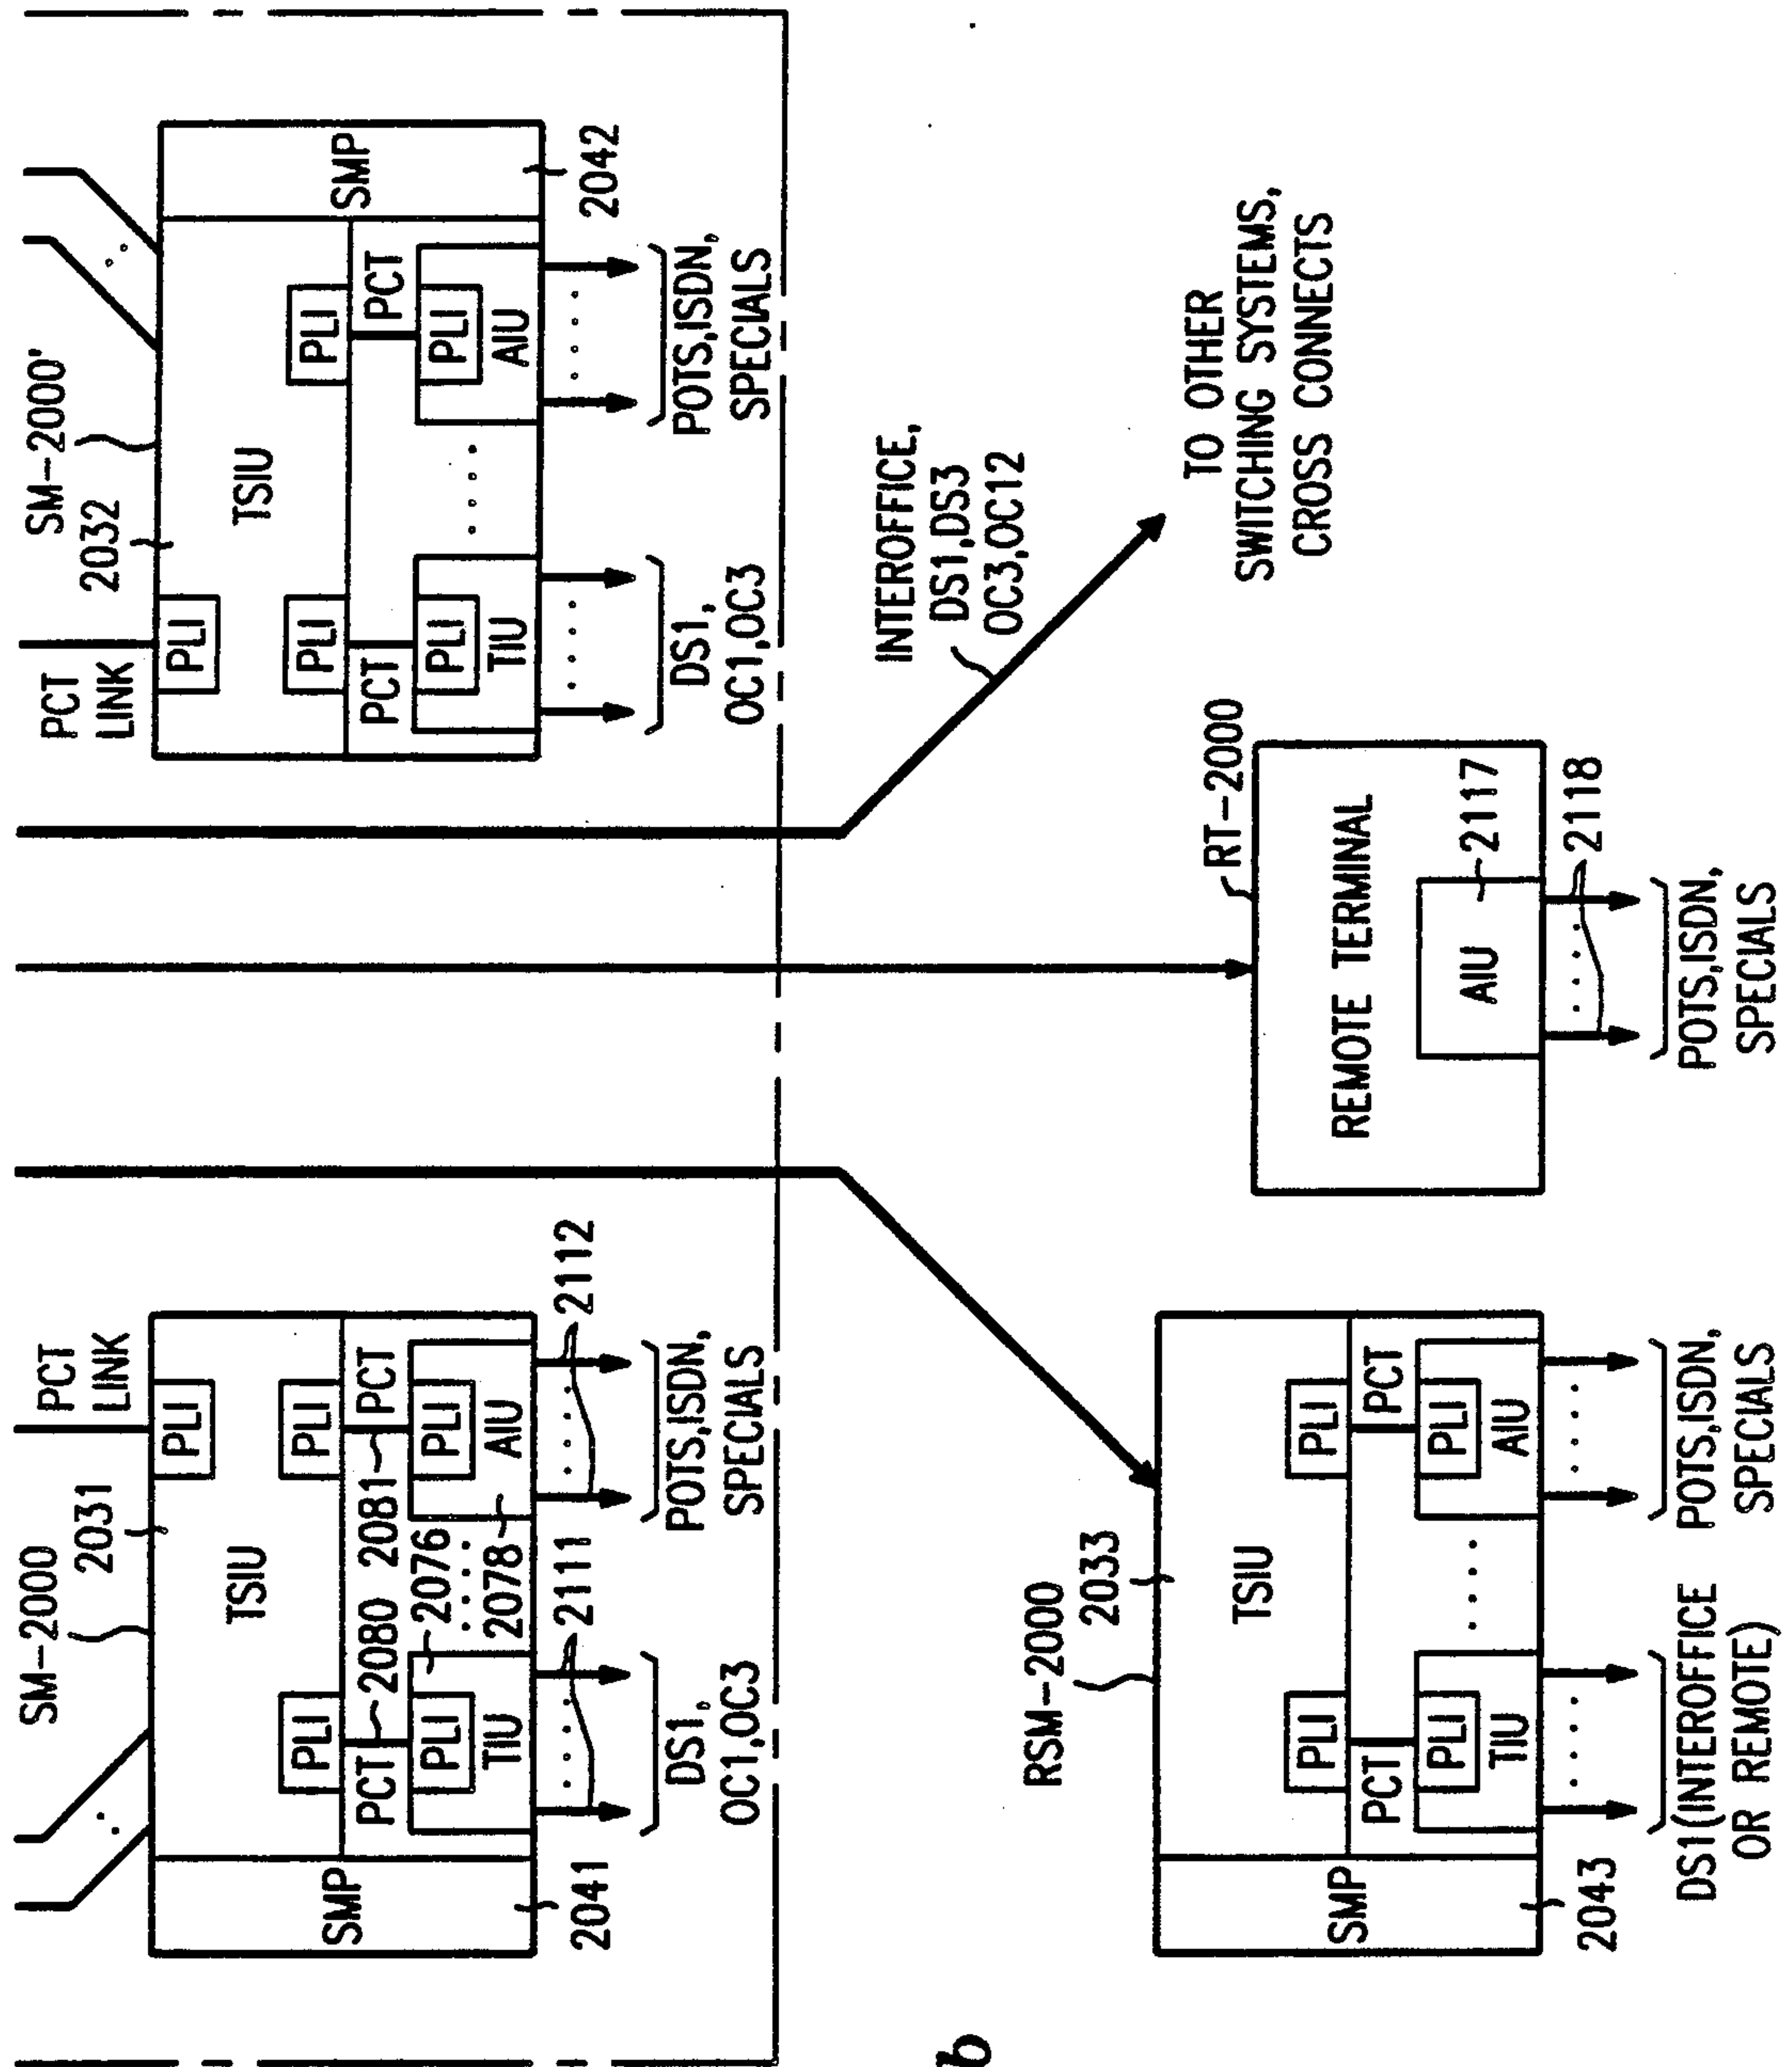 SM-2000
2031
PCT
LINK
PLI
TSIU
PLI
PLI
PCT
2080
2081
PCT
SMP
PLI
TIU
2076
PLI
AIU
2078
2041
2111
2112
DS1,
OC1,OC3
POTS,ISDN,
SPECIALS
PCT
LINK
2032
SM-2000'
PLI
TSIU
PLI
PLI
PCT
PCT
PLI
TIU
PLI
AIU
SMP
2042
DS1,
OC1,OC3
POTS,ISDN,
SPECIALS
INTEROFFICE,
DS1,DS3
OC3,OC12
TO OTHER
SWITCHING SYSTEMS,
CROSS CONNECTS
b
RSM-2000
2033
TSIU
PLI
PLI
PCT
PCT
SMP
PLI
TIU
PLI
AIU
2043
DS1(INTEROFFICE
OR REMOTE)
POTS,ISDN,
SPECIALS
RT-2000
REMOTE TERMINAL
AIU
2117
2118
POTS,ISDN,
SPECIALS